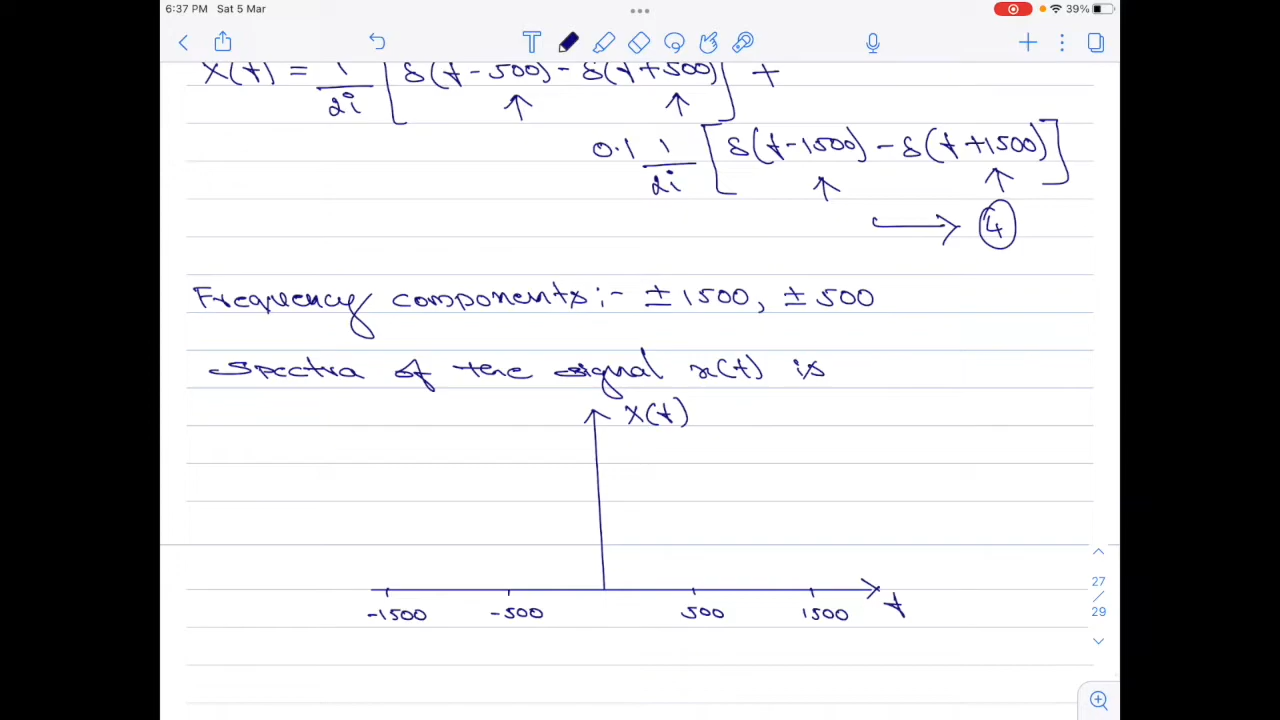 6:37 PM Sat 5 Mar
39%
X(f) = 1/2i [δ(f-500) - δ(f+500)] +
0.1 1/2i [δ(f-1500) - δ(f+1500)]
→ 4
Frequency components:- ±1500, ±500
Spectra of the signal x(t) is
X(f)
-1500 -500 500 1500 f
27
/
29